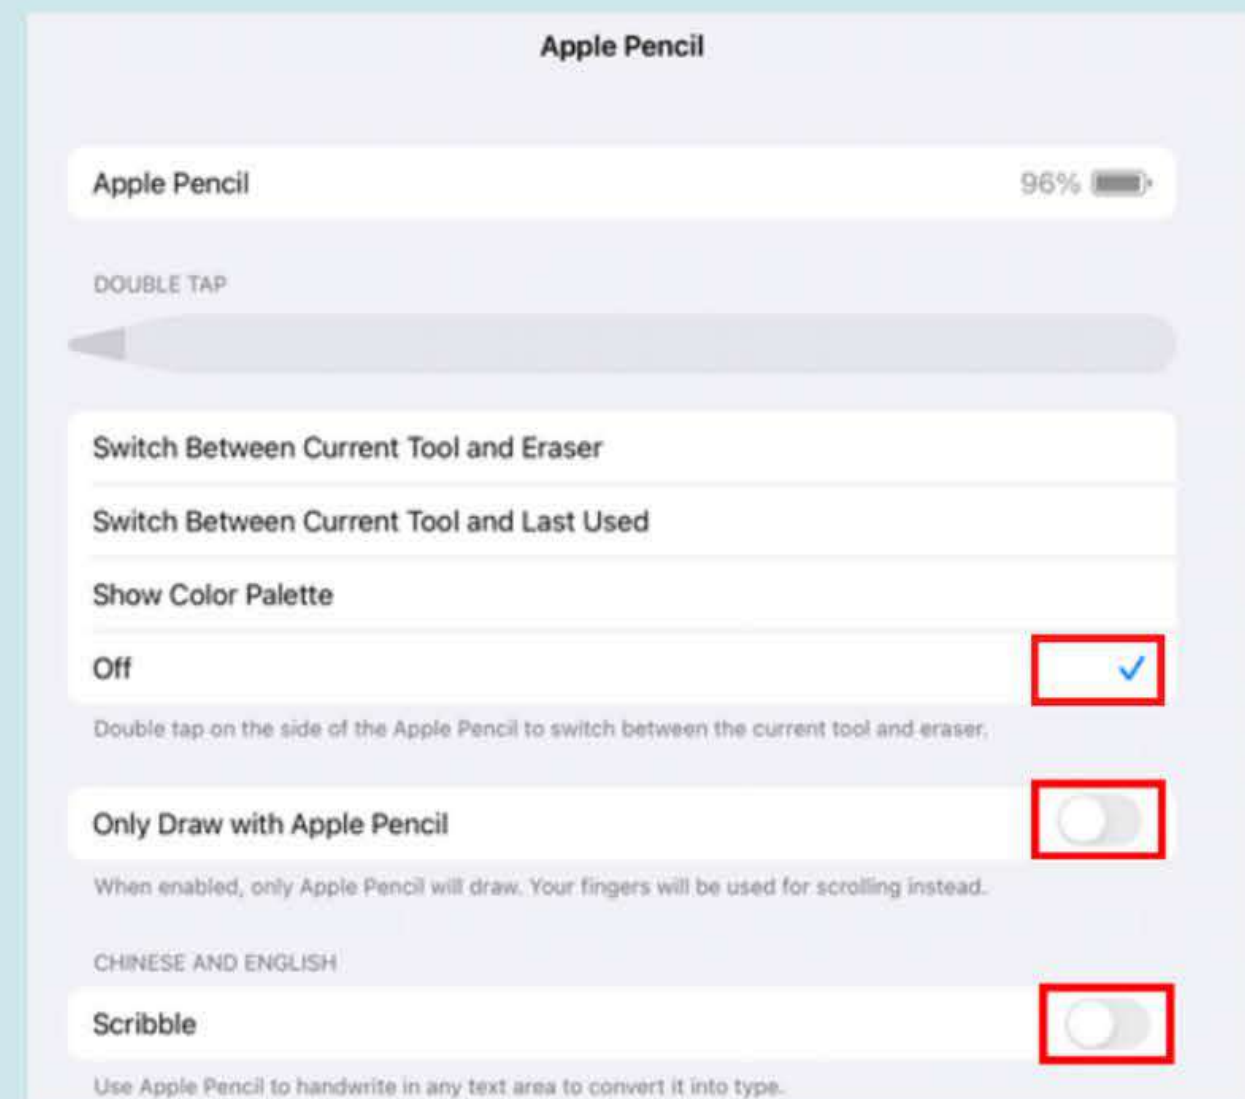 Apple Pencil
Apple Pencil 96%
DOUBLE TAP
Switch Between Current Tool and Eraser
Switch Between Current Tool and Last Used
Show Color Palette
Off
Double tap on the side of the Apple Pencil to switch between the current tool and eraser.
Only Draw with Apple Pencil
When enabled, only Apple Pencil will draw. Your fingers will be used for scrolling instead.
CHINESE AND ENGLISH
Scribble
Use Apple Pencil to handwrite in any text area to convert it into type.